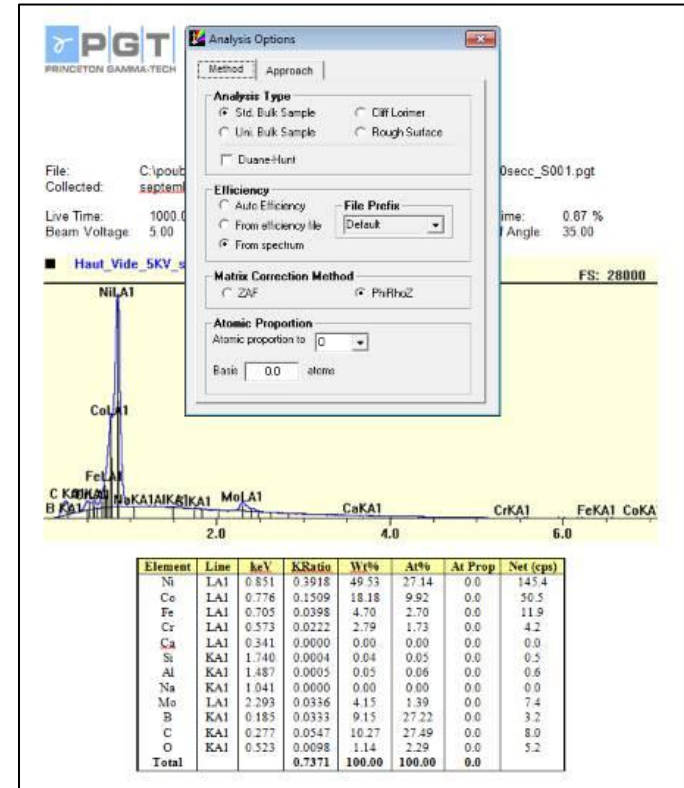 PGT
PRINCETON GAMMA-TECH
Analysis Options
Method Approach
Analysis Type
Std. Bulk Sample Cliff Lorimer
Uni. Bulk Sample Rough Surface
Duane-Hunt
Efficiency
Auto Efficiency File Prefix
From efficiency file Default
From spectrum
Matrix Correction Method
ZAF PhiRhoZ
Atomic Proportion
Atomic proportion to O
Basis 0.0 atoms
File: C:\poub 0secc_S001.pgt
Collected: septem
Live Time: 1000.0 ime: 0.87 %
Beam Voltage 5.00 Angle: 35.00
Haut_Vide_5KV_s FS: 28000
NiLA1
CoLA1
FeLA1
MoLA1
CaKA1 CrKA1 FeKA1 CoKA
B KA1
2.0 4.0 6.0
Element Line keV KRatio Wt% At% At Prop Net (cps)
Ni LA1 0.851 0.3918 49.53 27.14 0.0 145.4
Co LA1 0.776 0.1509 18.18 9.92 0.0 50.5
Fe LA1 0.705 0.0398 4.70 2.70 0.0 11.9
Cr LA1 0.573 0.0222 2.79 1.73 0.0 4.2
Ca LA1 0.341 0.0000 0.00 0.00 0.0 0.0
Si KA1 1.740 0.0004 0.04 0.05 0.0 0.5
Al KA1 1.487 0.0005 0.05 0.06 0.0 0.6
Na KA1 1.041 0.0000 0.00 0.00 0.0 0.0
Mo LA1 2.293 0.0336 4.15 1.39 0.0 7.4
B KA1 0.185 0.0333 9.15 27.22 0.0 3.2
C KA1 0.277 0.0547 10.27 27.49 0.0 8.0
O KA1 0.523 0.0098 1.14 2.29 0.0 5.2
Total 0.7371 100.00 100.00 0.0